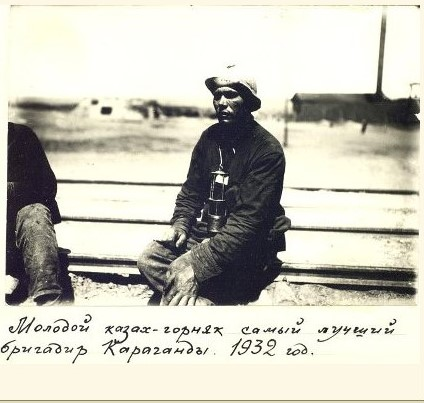 Молодой казах-горняк самый лучший
бригадир Караганды. 1932 год.